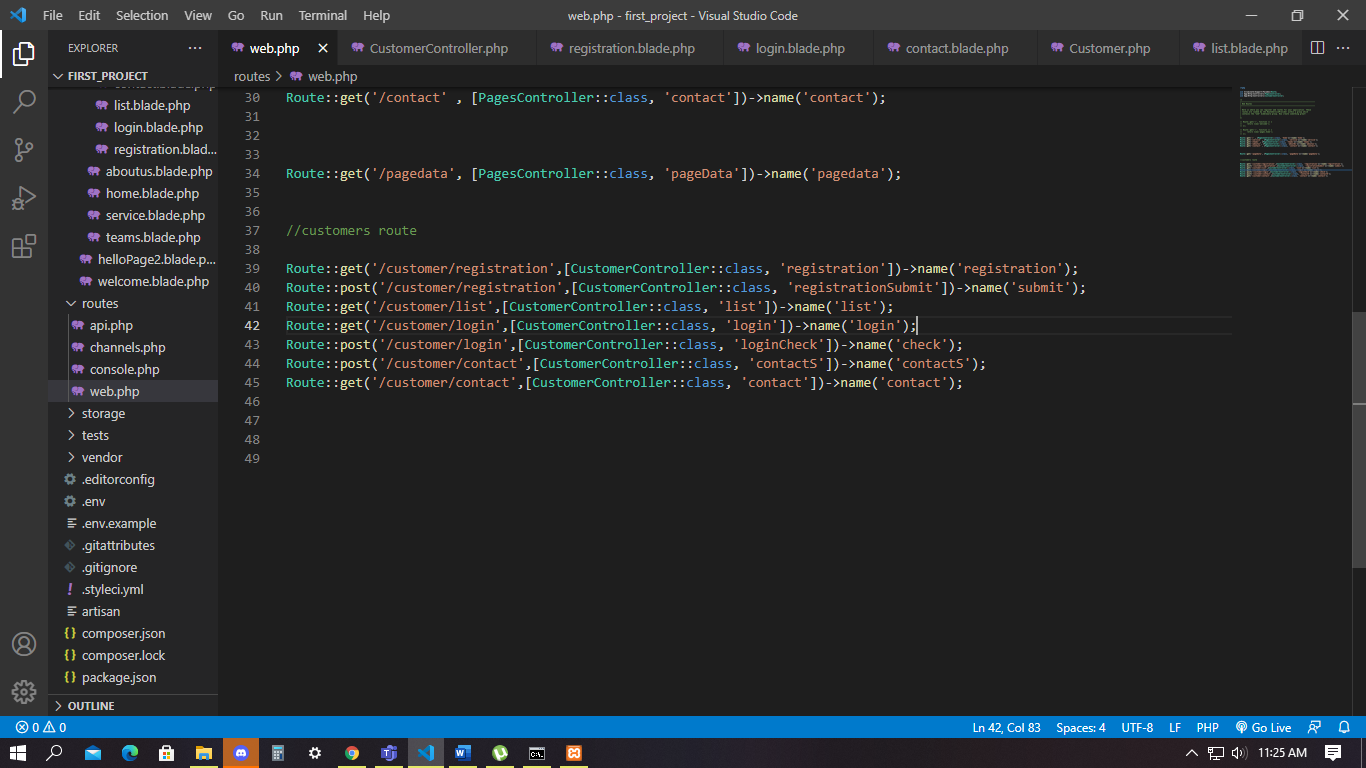 File Edit Selection View Go Run Terminal Help
web.php - first_project - Visual Studio Code
EXPLORER
FIRST_PROJECT
list.blade.php
login.blade.php
registration.blad...
aboutus.blade.php
home.blade.php
service.blade.php
teams.blade.php
helloPage2.blade.p...
welcome.blade.php
routes
api.php
channels.php
console.php
web.php
storage
tests
vendor
.editorconfig
.env
.env.example
.gitattributes
.gitignore
.styleci.yml
artisan
composer.json
composer.lock
package.json
OUTLINE
web.php CustomerController.php registration.blade.php login.blade.php contact.blade.php Customer.php list.blade.php
routes > web.php
30 Route::get('/contact' , [PagesController::class, 'contact'])->name('contact');
31
32
33
34 Route::get('/pagedata', [PagesController::class, 'pageData'])->name('pagedata');
35
36
37 //customers route
38
39 Route::get('/customer/registration',[CustomerController::class, 'registration'])->name('registration');
40 Route::post('/customer/registration',[CustomerController::class, 'registrationSubmit'])->name('submit');
41 Route::get('/customer/list',[CustomerController::class, 'list'])->name('list');
42 Route::get('/customer/login',[CustomerController::class, 'login'])->name('login');
43 Route::post('/customer/login',[CustomerController::class, 'loginCheck'])->name('check');
44 Route::post('/customer/contact',[CustomerController::class, 'contactS'])->name('contactS');
45 Route::get('/customer/contact',[CustomerController::class, 'contact'])->name('contact');
46
47
48
49
0 0 Ln 42, Col 83 Spaces: 4 UTF-8 LF PHP Go Live
11:25 AM